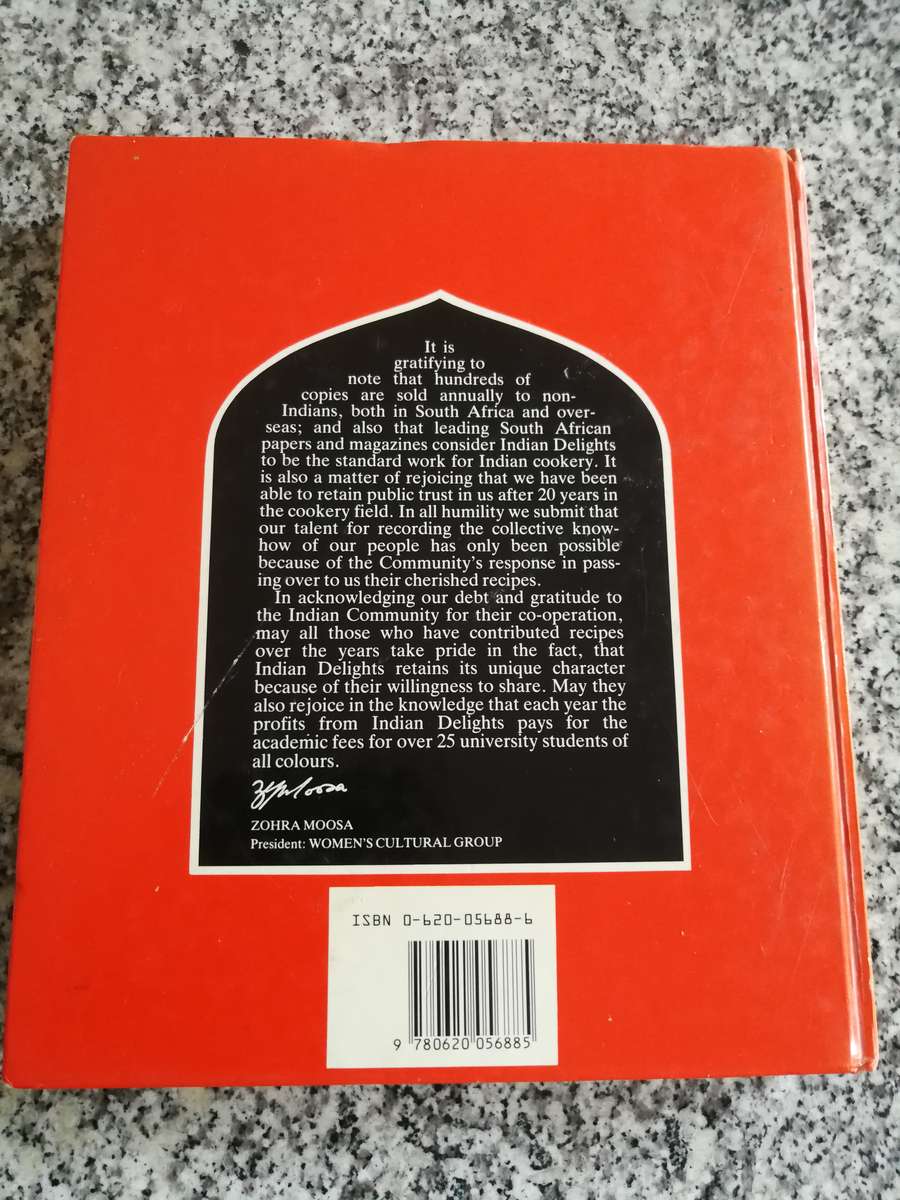 It is
gratifying to
note that hundreds of
copies are sold annually to non-
Indians, both in South Africa and over-
seas; and also that leading South African
papers and magazines consider Indian Delights
to be the standard work for Indian cookery. It
is also a matter of rejoicing that we have been
able to retain public trust in us after 20 years in
the cookery field. In all humility we submit that
our talent for recording the collective know-
how of our people has only been possible
because of the Community's response in pass-
ing over to us their cherished recipes.
In acknowledging our debt and gratitude to
the Indian Community for their co-operation,
may all those who have contributed recipes
over the years take pride in the fact, that
Indian Delights retains its unique character
because of their willingness to share. May they
also rejoice in the knowledge that each year the
profits from Indian Delights pays for the
academic fees for over 25 university students of
all colours.
ZMoosa
ZOHRA MOOSA
President: WOMEN'S CULTURAL GROUP
ISBN 0-620-05688-6
9 780620 056885